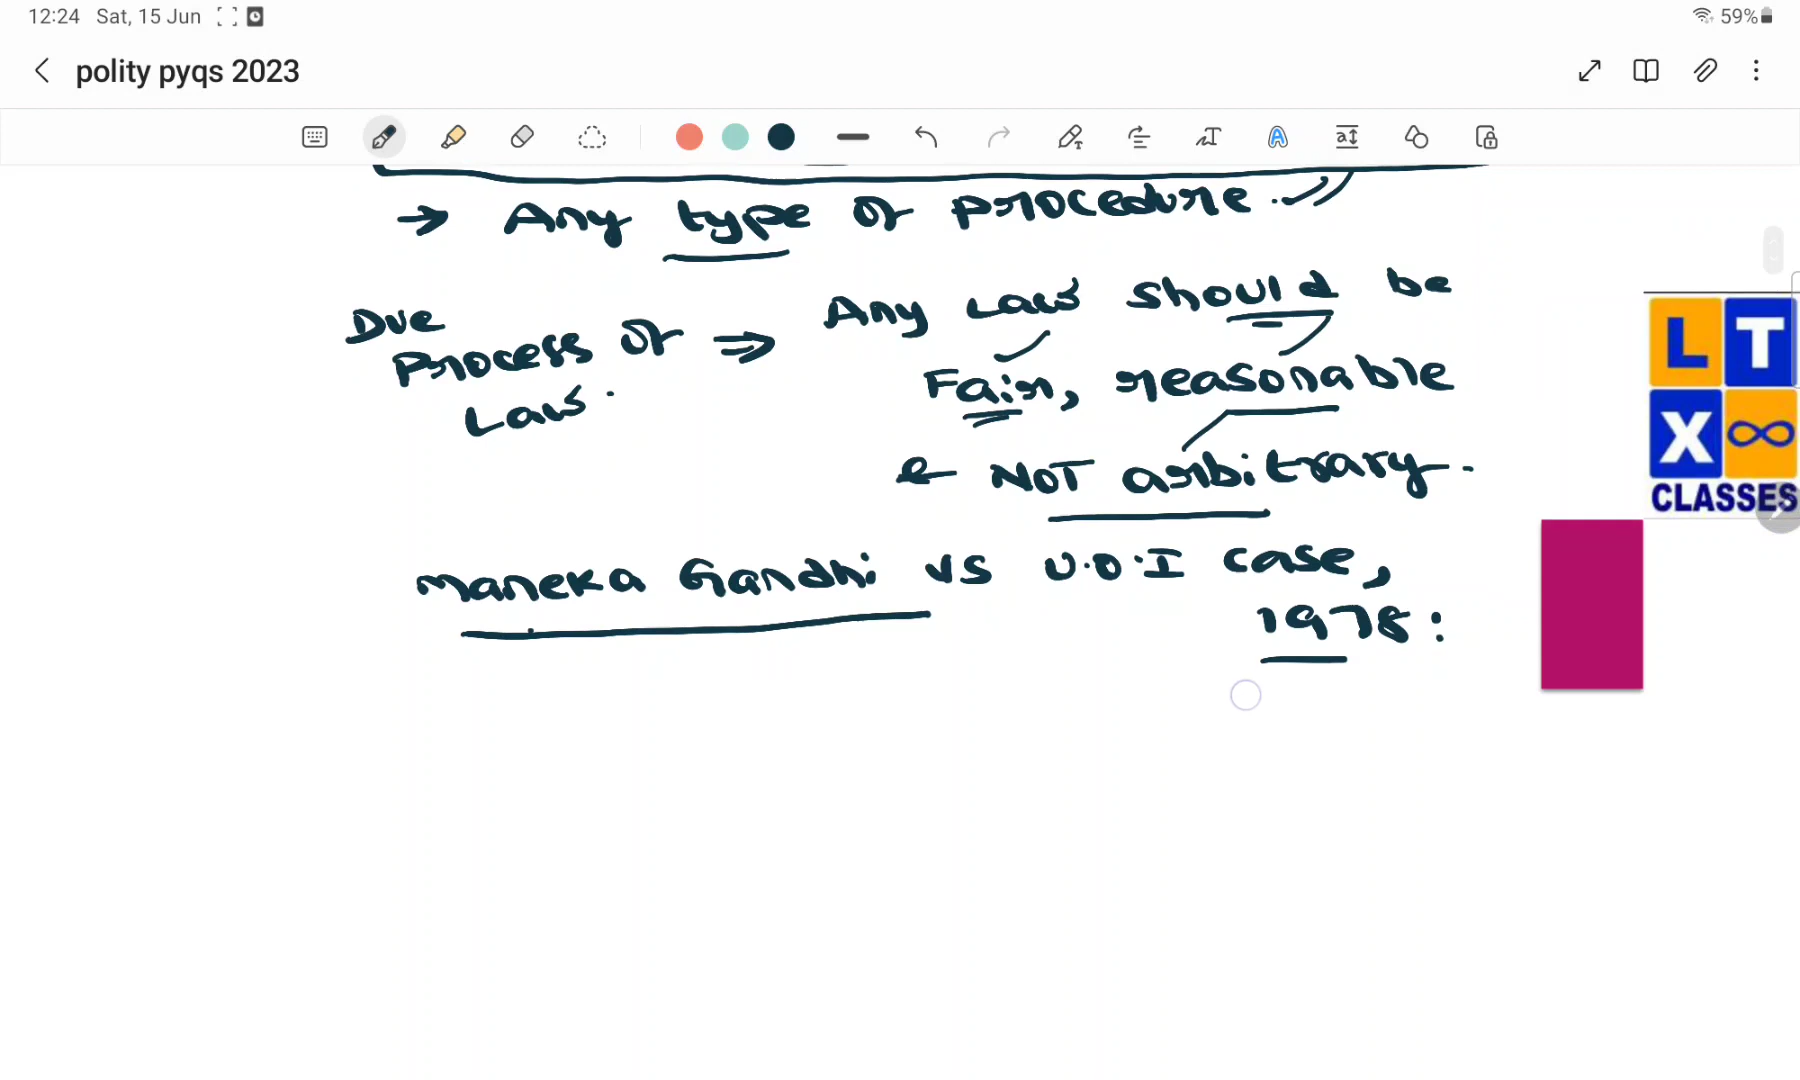 12:24 Sat, 15 Jun 59%
polity pyqs 2023
→ Any type of procedure.
Due Process of Law. ⇒ Any Law should be
Fair, reasonable
& NOT arbitrary.
Maneka Gandhi vs U.O.I case,
1978:
L T
X ∞
CLASSES